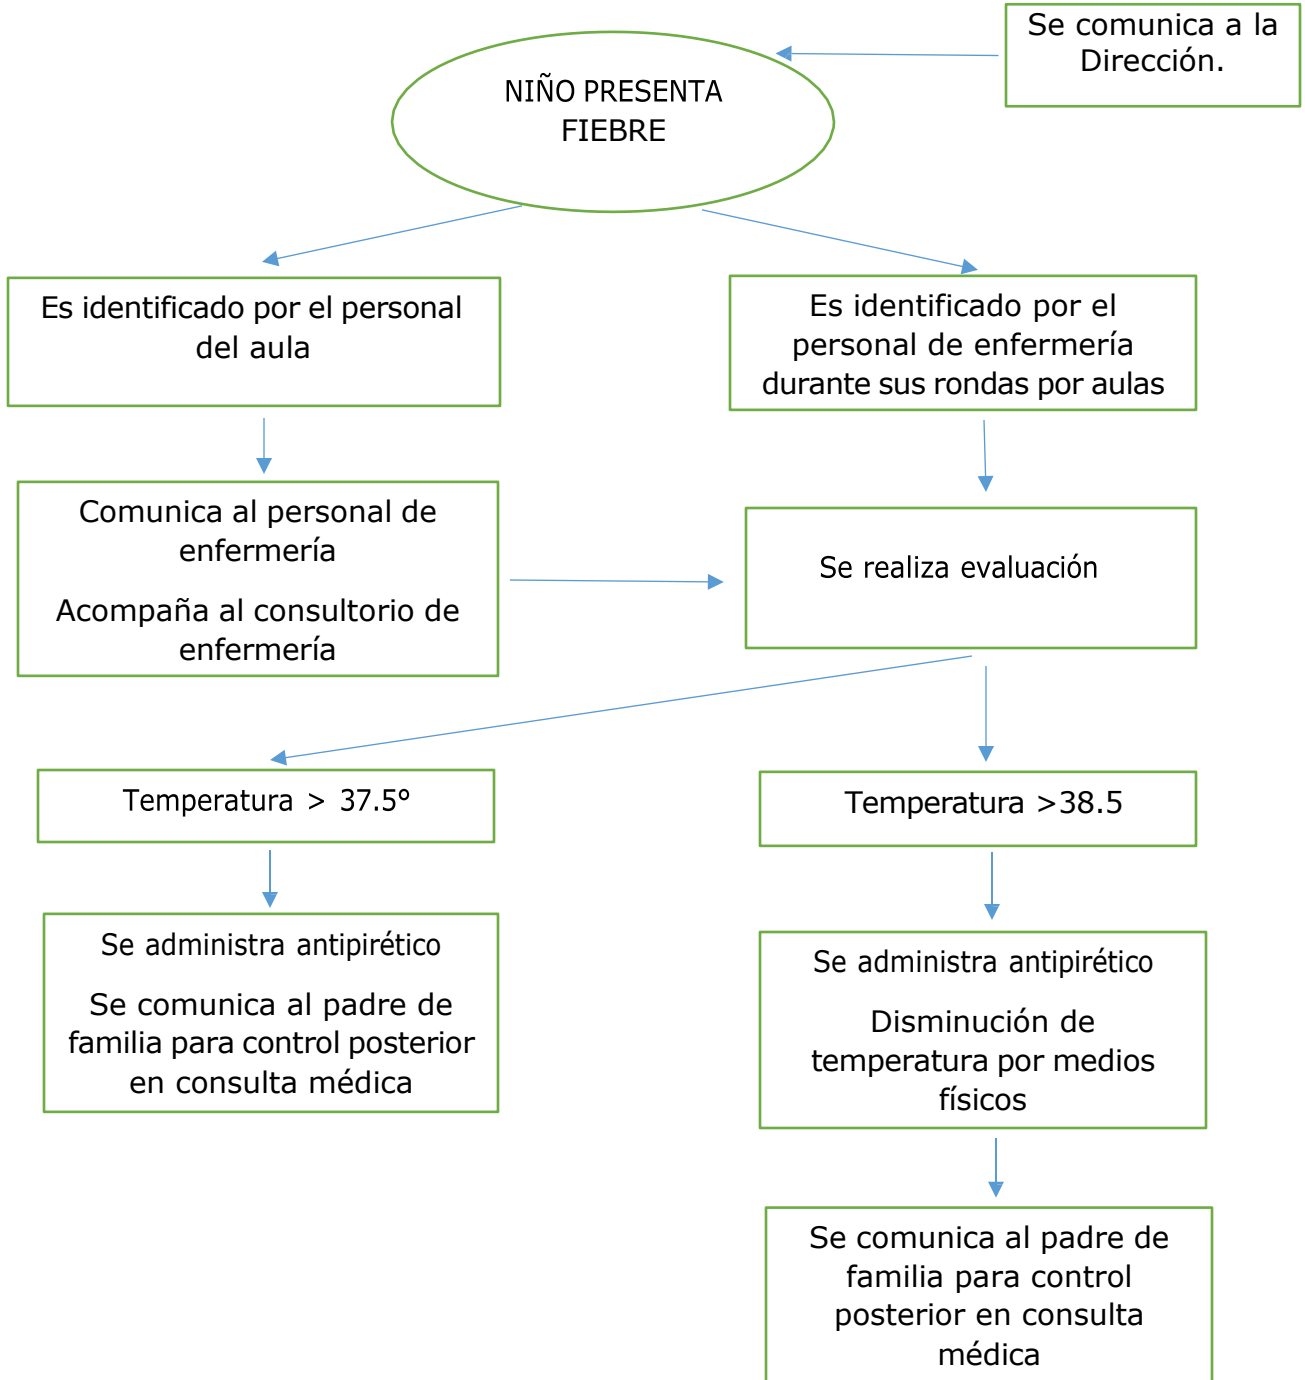 Se comunica a la
Dirección.
NIÑO PRESENTA
FIEBRE
Es identificado por el personal
del aula
Es identificado por el
personal de enfermería
durante sus rondas por aulas
Comunica al personal de
enfermería
Acompaña al consultorio de
enfermería
Se realiza evaluación
Temperatura > 37.5°
Temperatura >38.5
Se administra antipirético
Se comunica al padre de
familia para control posterior
en consulta médica
Se administra antipirético
Disminución de
temperatura por medios
físicos
Se comunica al padre de
familia para control
posterior en consulta
médica